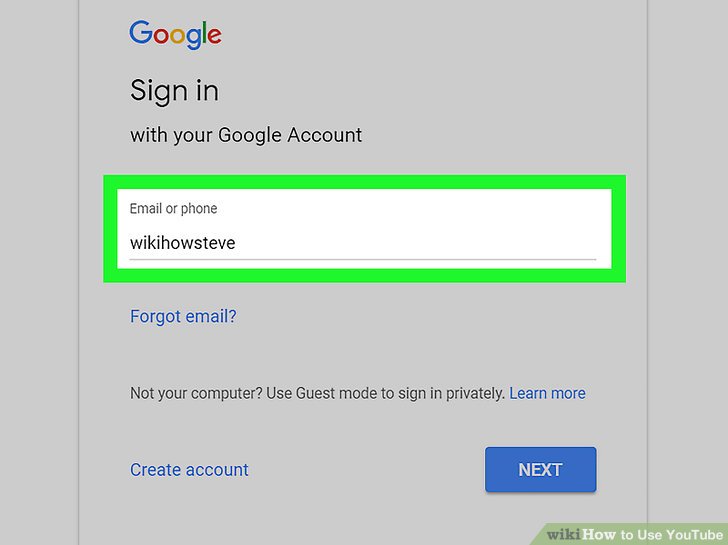 Google
Sign in
with your Google Account
Email or phone
wikihowsteve
Forgot email?
Not your computer? Use Guest mode to sign in privately. Learn more
Create account
NEXT
wikiHow to Use YouTube